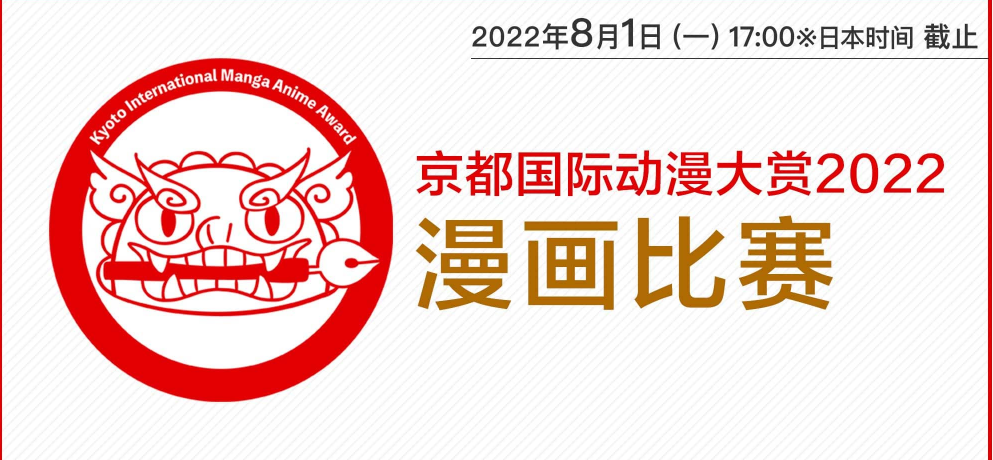 2022年8月1日 (一) 17:00※日本时间 截止
Kyoto International Manga Anime Award
京都国际动漫大赏2022
漫画比赛